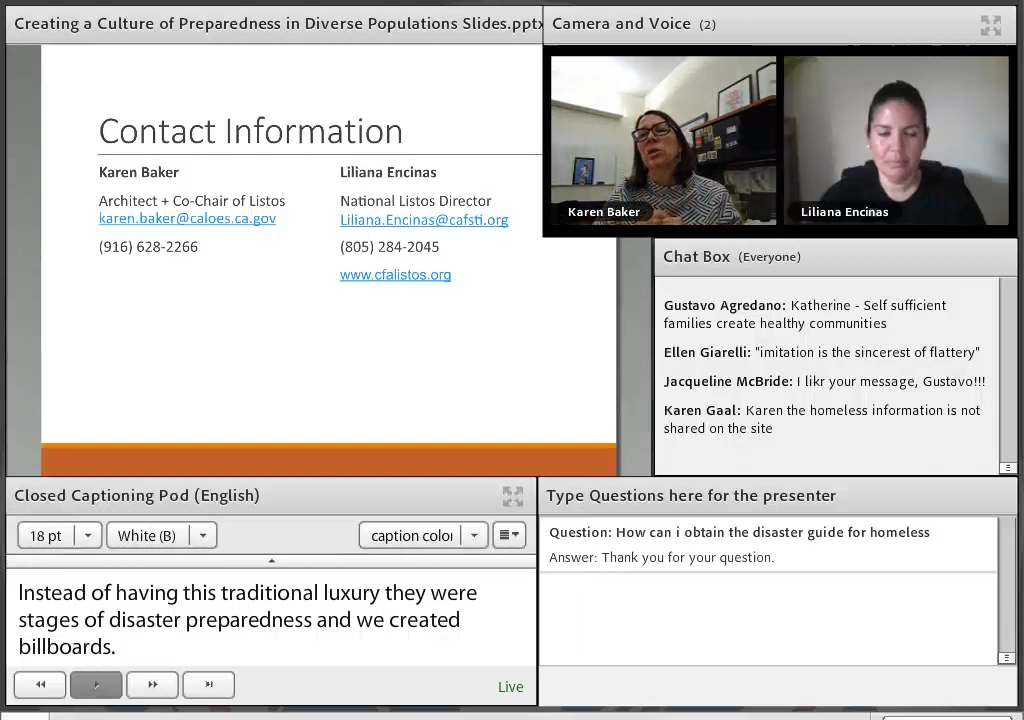 Creating a Culture of Preparedness in Diverse Populations Slides.pptx
Camera and Voice (2)
Karen Baker
Liliana Encinas
Contact Information
Karen Baker
Architect + Co-Chair of Listos
karen.baker@caloes.ca.gov
(916) 628-2266
Liliana Encinas
National Listos Director
Liliana.Encinas@cafsti.org
(805) 284-2045
www.cfalistos.org
Chat Box (Everyone)
Gustavo Agredano: Katherine - Self sufficient
families create healthy communities
Ellen Giarelli: "imitation is the sincerest of flattery"
Jacqueline McBride: I likr your message, Gustavo!!!
Karen Gaal: Karen the homeless information is not
shared on the site
Closed Captioning Pod (English)
18 pt
White (B)
caption colo
Instead of having this traditional luxury they were
stages of disaster preparedness and we created
billboards.
Live
Type Questions here for the presenter
Question: How can i obtain the disaster guide for homeless
Answer: Thank you for your question.